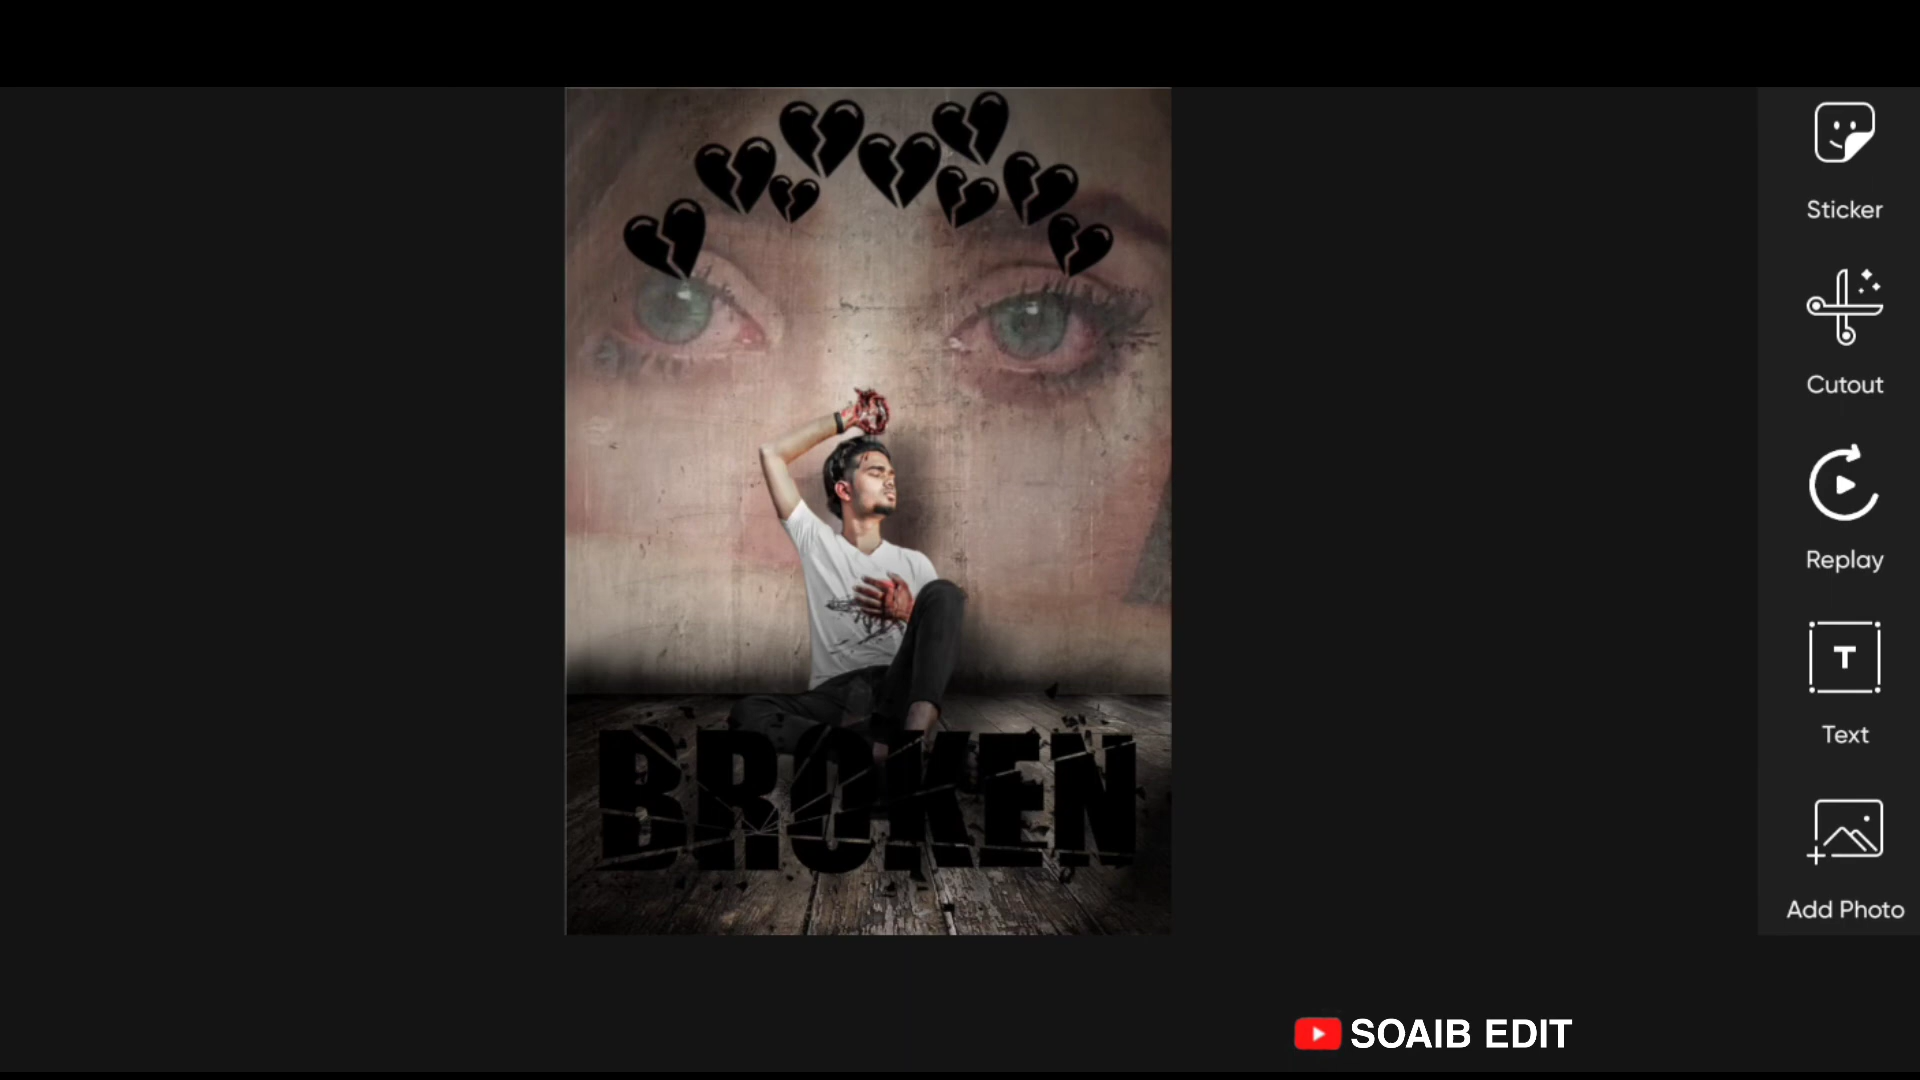 Sticker
Cutout
Replay
T
Text
Add Photo
BROKEN
SOAIB EDIT